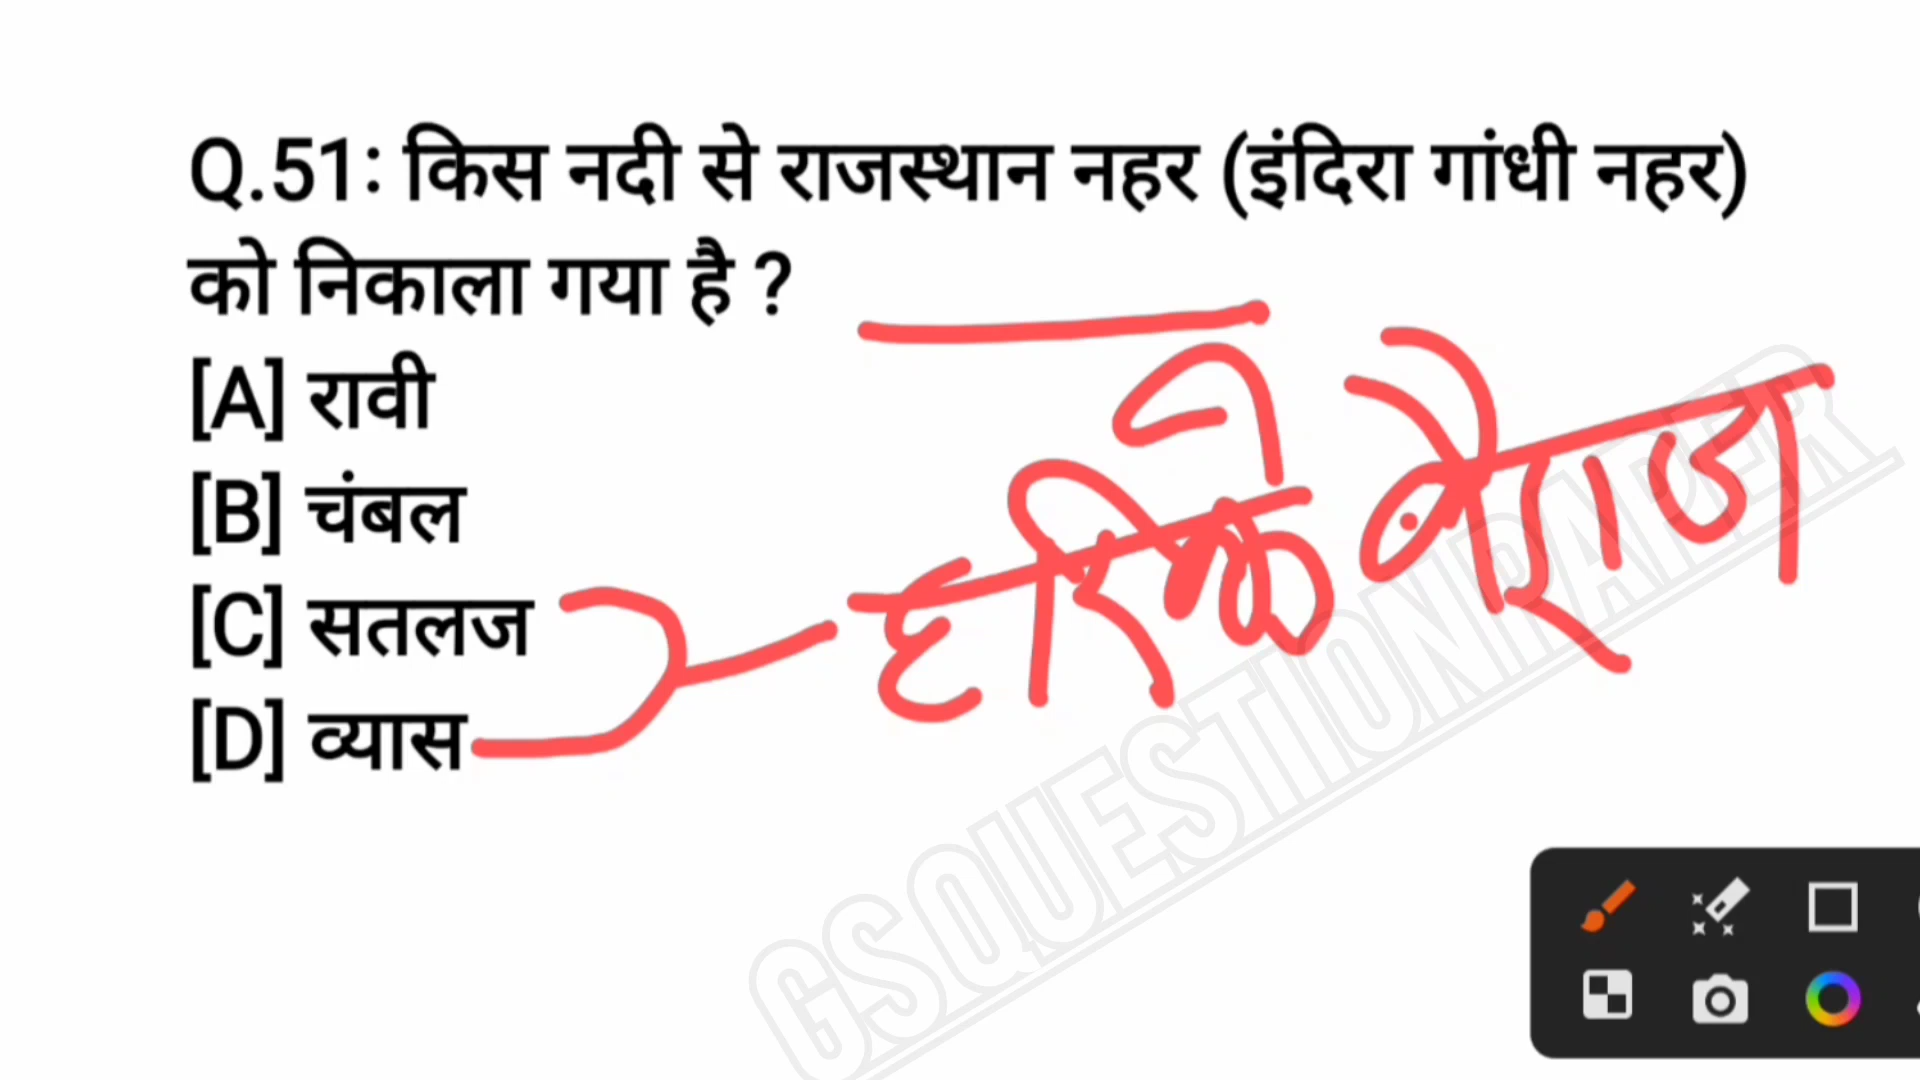 Q.51: किस नदी से राजस्थान नहर (इंदिरा गांधी नहर)
को निकाला गया है ?
[A] रावी
[B] चंबल
[C] सतलज
[D] व्यास
हरिके बैराज
GSQUESTIONPAPER